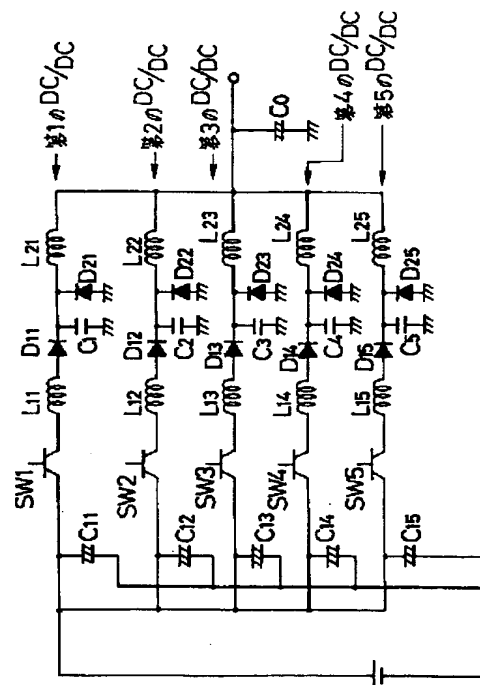 第1のDC/DC
L21
D21
D11
C1
L11
SW1
C11
第2のDC/DC
L22
D22
D12
C2
L12
SW2
C12
第3のDC/DC
C0
L23
D23
D13
C3
L13
SW3
C13
第4のDC/DC
L24
D24
D14
C4
L14
SW4
C14
第5のDC/DC
L25
D25
D15
C5
L15
SW5
C15